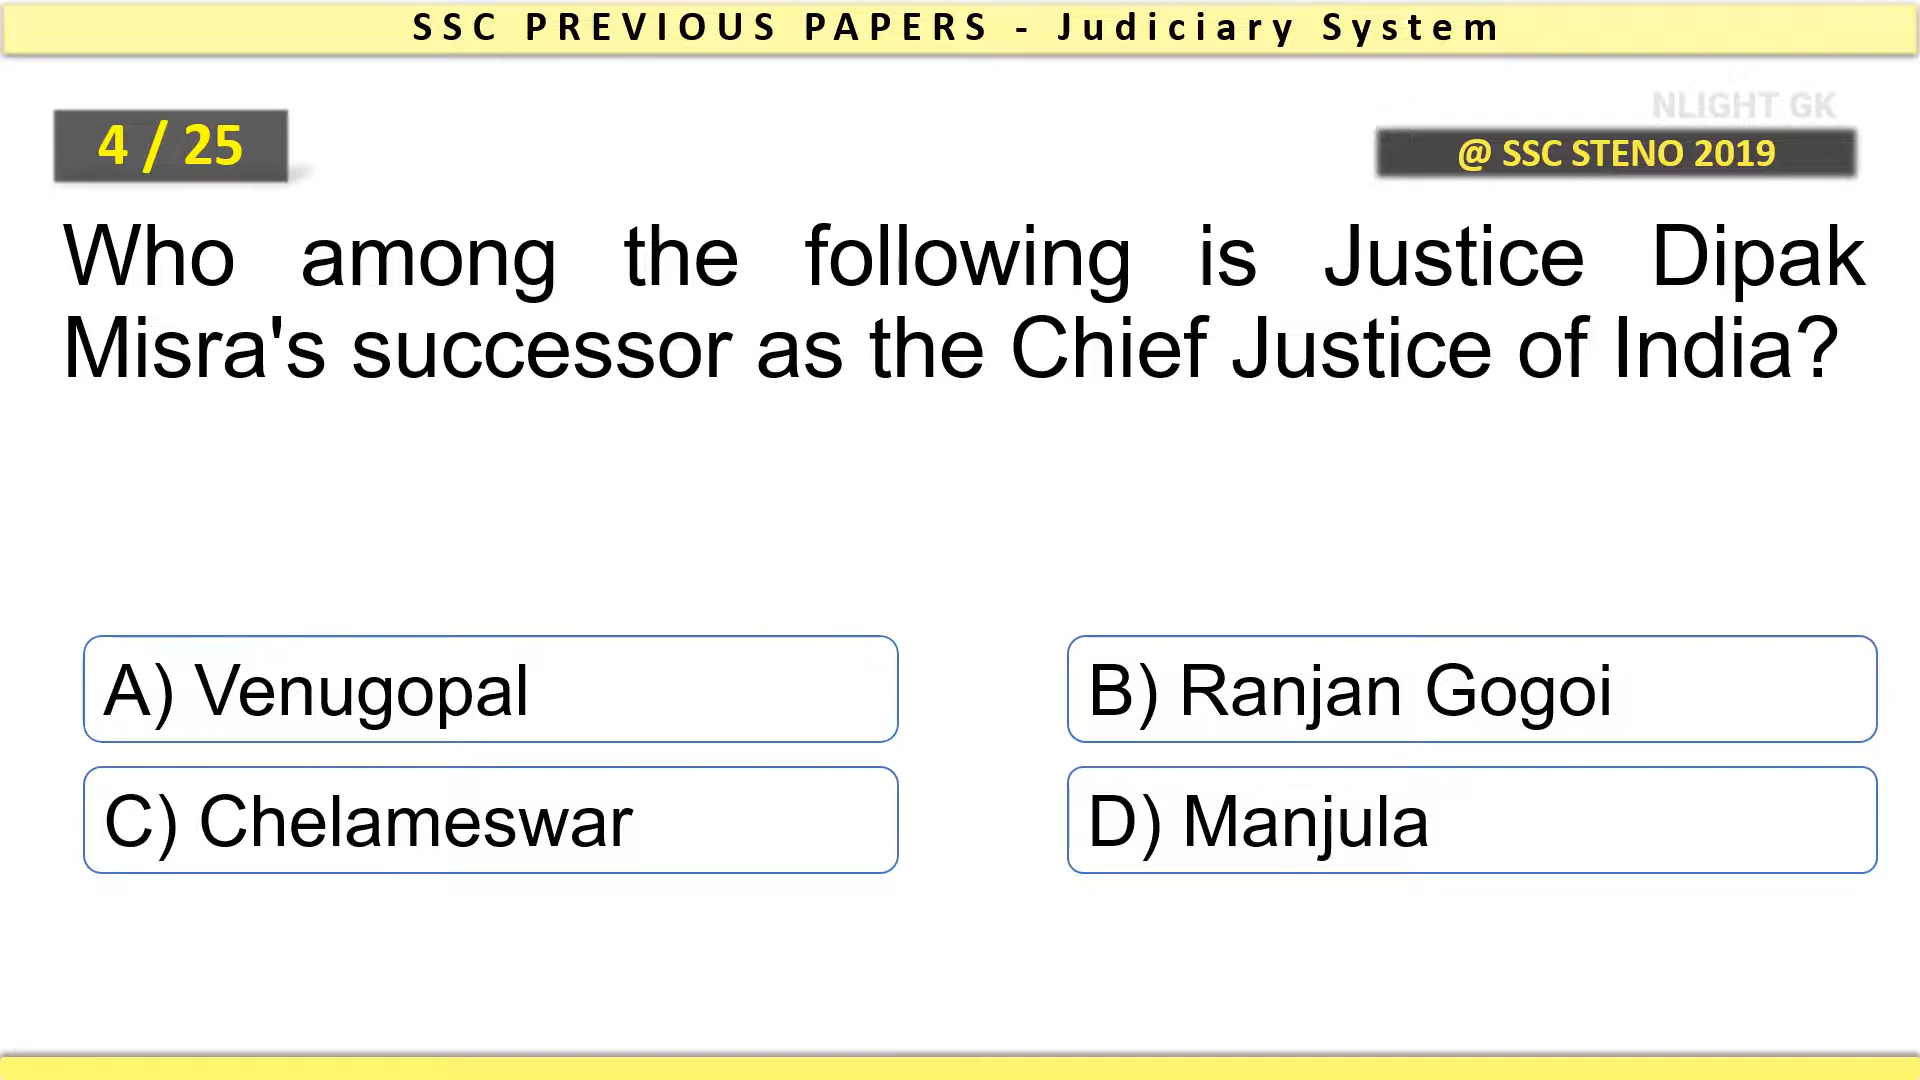 SSC PREVIOUS PAPERS - Judiciary System
NLIGHT GK
4 / 25
@ SSC STENO 2019
Who among the following is Justice Dipak
Misra's successor as the Chief Justice of India?
A) Venugopal
B) Ranjan Gogoi
C) Chelameswar
D) Manjula